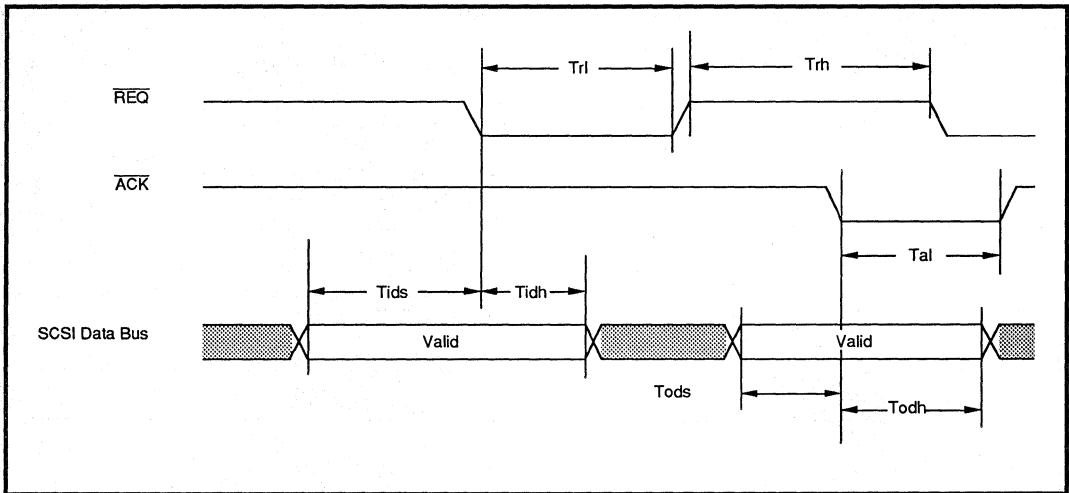 Trl
Trh
REQ
ACK
Tal
Tids
Tidh
SCSI Data Bus
Valid
Valid
Tods
Todh